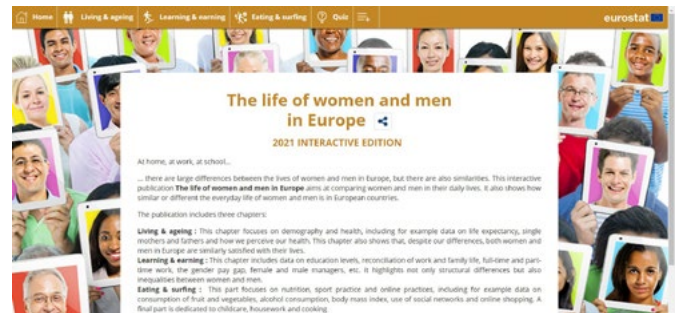 Home Living & ageing Learning & earning Eating & surfing Quiz eurostat
The life of women and men
in Europe
2021 INTERACTIVE EDITION
At home, at work, at school...
... there are large differences between the lives of women and men in Europe, but there are also similarities. This interactive
publication The life of women and men in Europe aims at comparing women and men in their daily lives. It also shows how
similar or different the everyday life of women and men is in European countries.
The publication includes three chapters:
Living & ageing : This chapter focuses on demography and health, including for example data on life expectancy, single
mothers and fathers and how we perceive our health. This chapter also shows that, despite our differences, both women and
men in Europe are similarly satisfied with their lives.
Learning & earning : This chapter includes data on education levels, reconciliation of work and family life, full-time and part-
time work, the gender pay gap, female and male managers, etc. It highlights not only structural differences but also
inequalities between women and men.
Eating & surfing : This part focuses on nutrition, sport practice and online practices, including for example data on
consumption of fruit and vegetables, alcohol consumption, body mass index, use of social networks and online shopping. A
final part is dedicated to childcare, housework and cooking